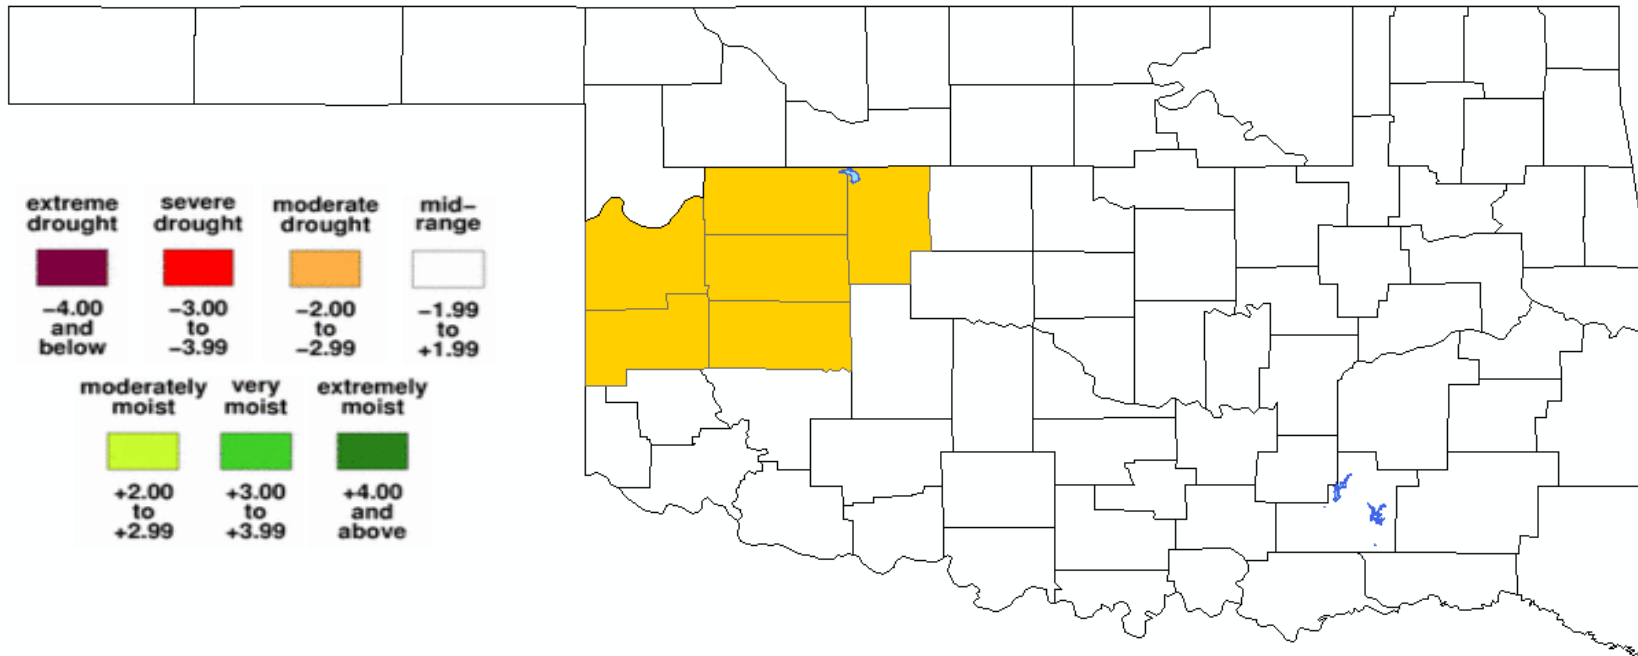 extreme drought
severe drought
moderate drought
mid– range
−4.00 and below
−3.00 to −3.99
−2.00 to −2.99
−1.99 to +1.99
moderately moist
very moist
extremely moist
+2.00 to +2.99
+3.00 to +3.99
+4.00 and above